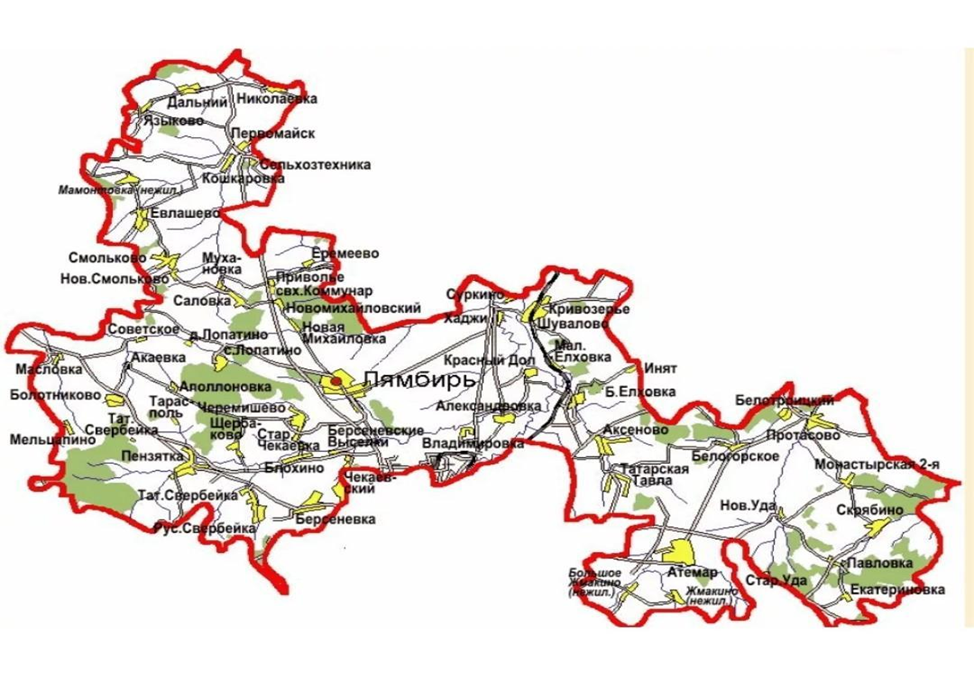 Дальний
Николаевка
Языково
Первомайск
Сельхозтехника
Кошкаровка
Мамонтовка (нежил.)
Евлашево
Смольково
Муха-
новка
Еремеево
Нов.Смольково
Приволье
свх.Коммунар
Саловка
Новомихайловский
Суркино
Хаджи
Кривозерье
Шувалово
Советское
д.Лопатино
Новая
Михайловка
с.Лопатино
Мал.
Елховка
Масловка
Акаевка
Красный Дол
Инят
Лямбирь
Аполлоновка
Болотниково
Тарас-
поль
Черемишево
Александровка
Б.Елховка
Белотроицкий
Тат.
Свербейка
Щерба-
ково
Стар.
Чекаевка
Берсеневские
Выселки
Владимировка
Аксеново
Протасово
Мельцапино
Пензятка
Блохино
Белогорское
Татарская
Тавла
Монастырская 2-я
Чекаев-
ский
Тат.Свербейка
Нов.Уда
Скрябино
Рус.Свербейка
Берсеневка
Павловка
Атемар
Стар.Уда
Большое
Жмакино
(нежил.)
Жмакино
(нежил.)
Екатериновка